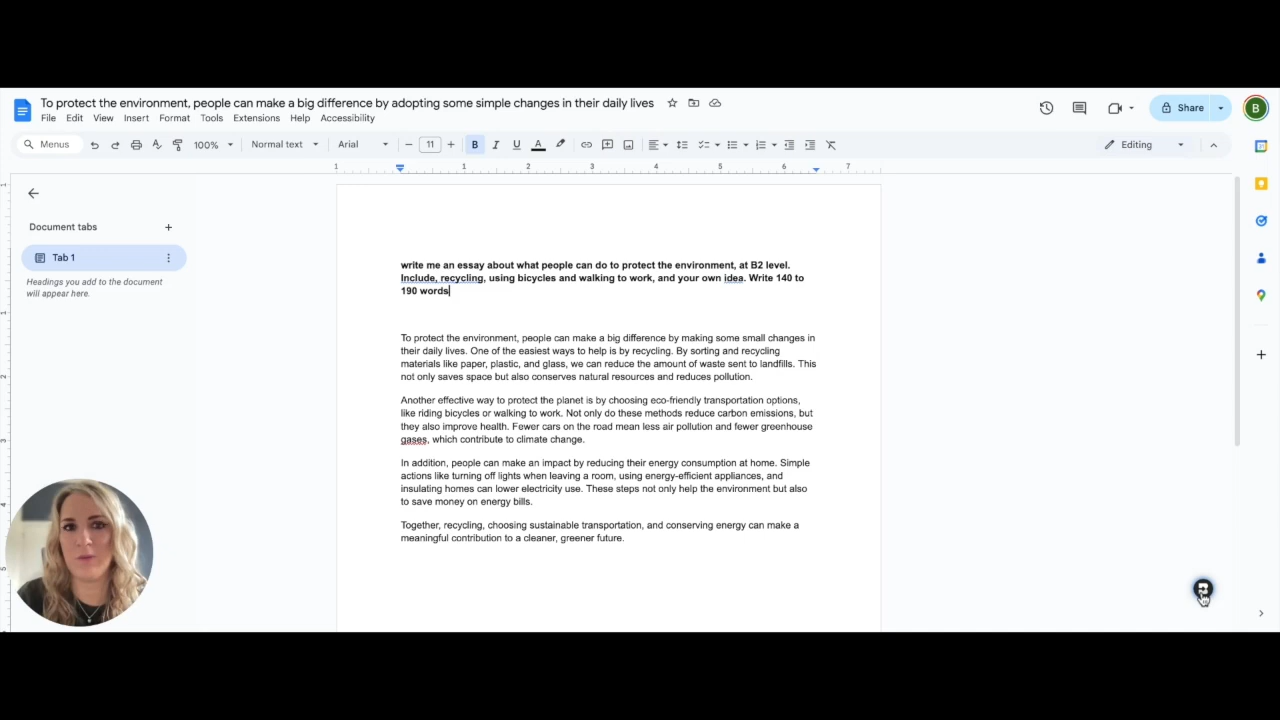 To protect the environment, people can make a big difference by adopting some simple changes in their daily lives
File Edit View Insert Format Tools Extensions Help Accessibility
Share
B
Menus
100%
Normal text
Arial
11
B I U A
Editing
1 1 2 3 4 5 6 7
Document tabs
Tab 1
Headings you add to the document
will appear here.
write me an essay about what people can do to protect the environment, at B2 level.
Include, recycling, using bicycles and walking to work, and your own idea. Write 140 to
190 words
To protect the environment, people can make a big difference by making some small changes in
their daily lives. One of the easiest ways to help is by recycling. By sorting and recycling
materials like paper, plastic, and glass, we can reduce the amount of waste sent to landfills. This
not only saves space but also conserves natural resources and reduces pollution.
Another effective way to protect the planet is by choosing eco-friendly transportation options,
like riding bicycles or walking to work. Not only do these methods reduce carbon emissions, but
they also improve health. Fewer cars on the road mean less air pollution and fewer greenhouse
gases, which contribute to climate change.
In addition, people can make an impact by reducing their energy consumption at home. Simple
actions like turning off lights when leaving a room, using energy-efficient appliances, and
insulating homes can lower electricity use. These steps not only help the environment but also
to save money on energy bills.
Together, recycling, choosing sustainable transportation, and conserving energy can make a
meaningful contribution to a cleaner, greener future.